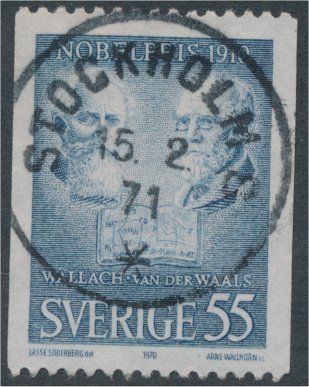 NOBELPRIS 1910
STOCKHOLM 6
15. 2.
71
WALLACH · VAN DER WAALS
SVERIGE 55
LASSE SÖDERBERG del 1970 ARNE WALLHORN sc